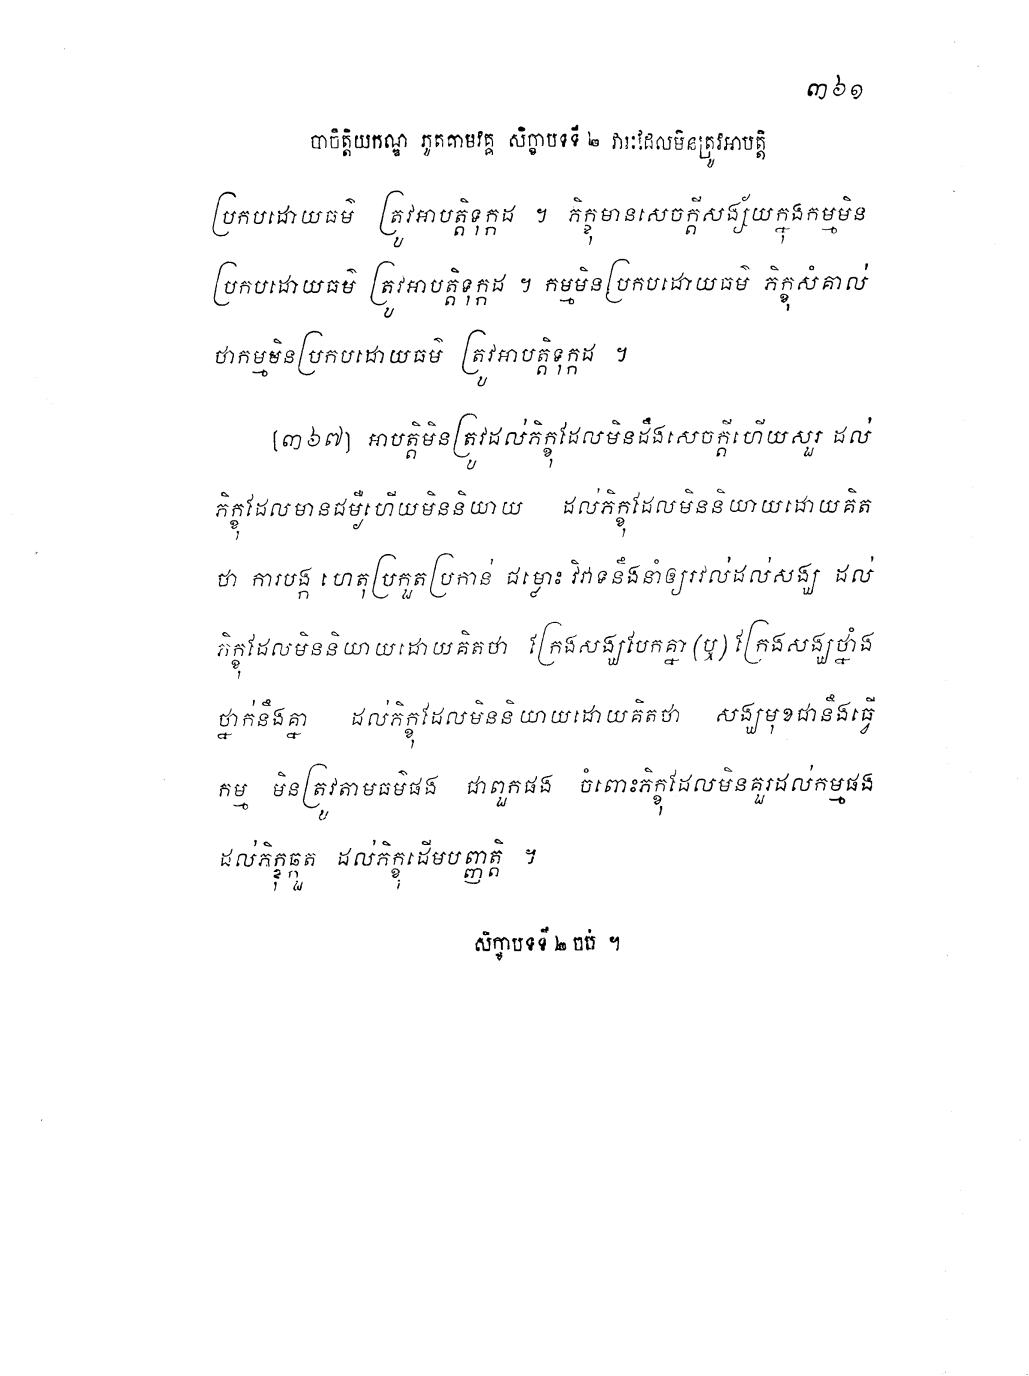 ៣៦១
បាចិត្តិយកណ្ឌ ភូតគាមវគ្គ សិក្ខាបទទី ២ វារៈដែលមិនត្រូវអាបត្តិ
ប្រកបដោយធម៌ ត្រូវអាបត្តិទុក្កដ ។ ភិក្ខុមានសេចក្តីសង្ស័យក្នុងកម្មមិន
ប្រកបដោយធម៌ ត្រូវអាបត្តិទុក្កដ ។ កម្មមិនប្រកបដោយធម៌ ភិក្ខុសំគាល់
ថាកម្មមិនប្រកបដោយធម៌ ត្រូវអាបត្តិទុក្កដ ។
[៣៦៧] អាបត្តិមិនត្រូវដល់ភិក្ខុដែលមិនដឹងសេចក្តីហើយសួរ ដល់
ភិក្ខុដែលមានជម្ងឺហើយមិននិយាយ ដល់ភិក្ខុដែលមិននិយាយដោយគិត
ថា ការបង្ក ហេតុប្រកួតប្រកាន់ ជម្លោះ វិវាទនឹងនាំឲ្យរវល់ដល់សង្ឃ ដល់
ភិក្ខុដែលមិននិយាយដោយគិតថា ក្រែងសង្ឃបែកគ្នា (ឬ) ក្រែងសង្ឃថ្នាំង
ថ្នាក់នឹងគ្នា ដល់ភិក្ខុដែលមិននិយាយដោយគិតថា សង្ឃមុខជានឹងធ្វើ
កម្ម មិនត្រូវតាមធម៌ផង ជាពួកផង ចំពោះភិក្ខុដែលមិនគួរដល់កម្មផង
ដល់ភិក្ខុឆ្កួត ដល់ភិក្ខុដើមបញ្ញត្តិ ។
សិក្ខាបទទី ២ ចប់ ។